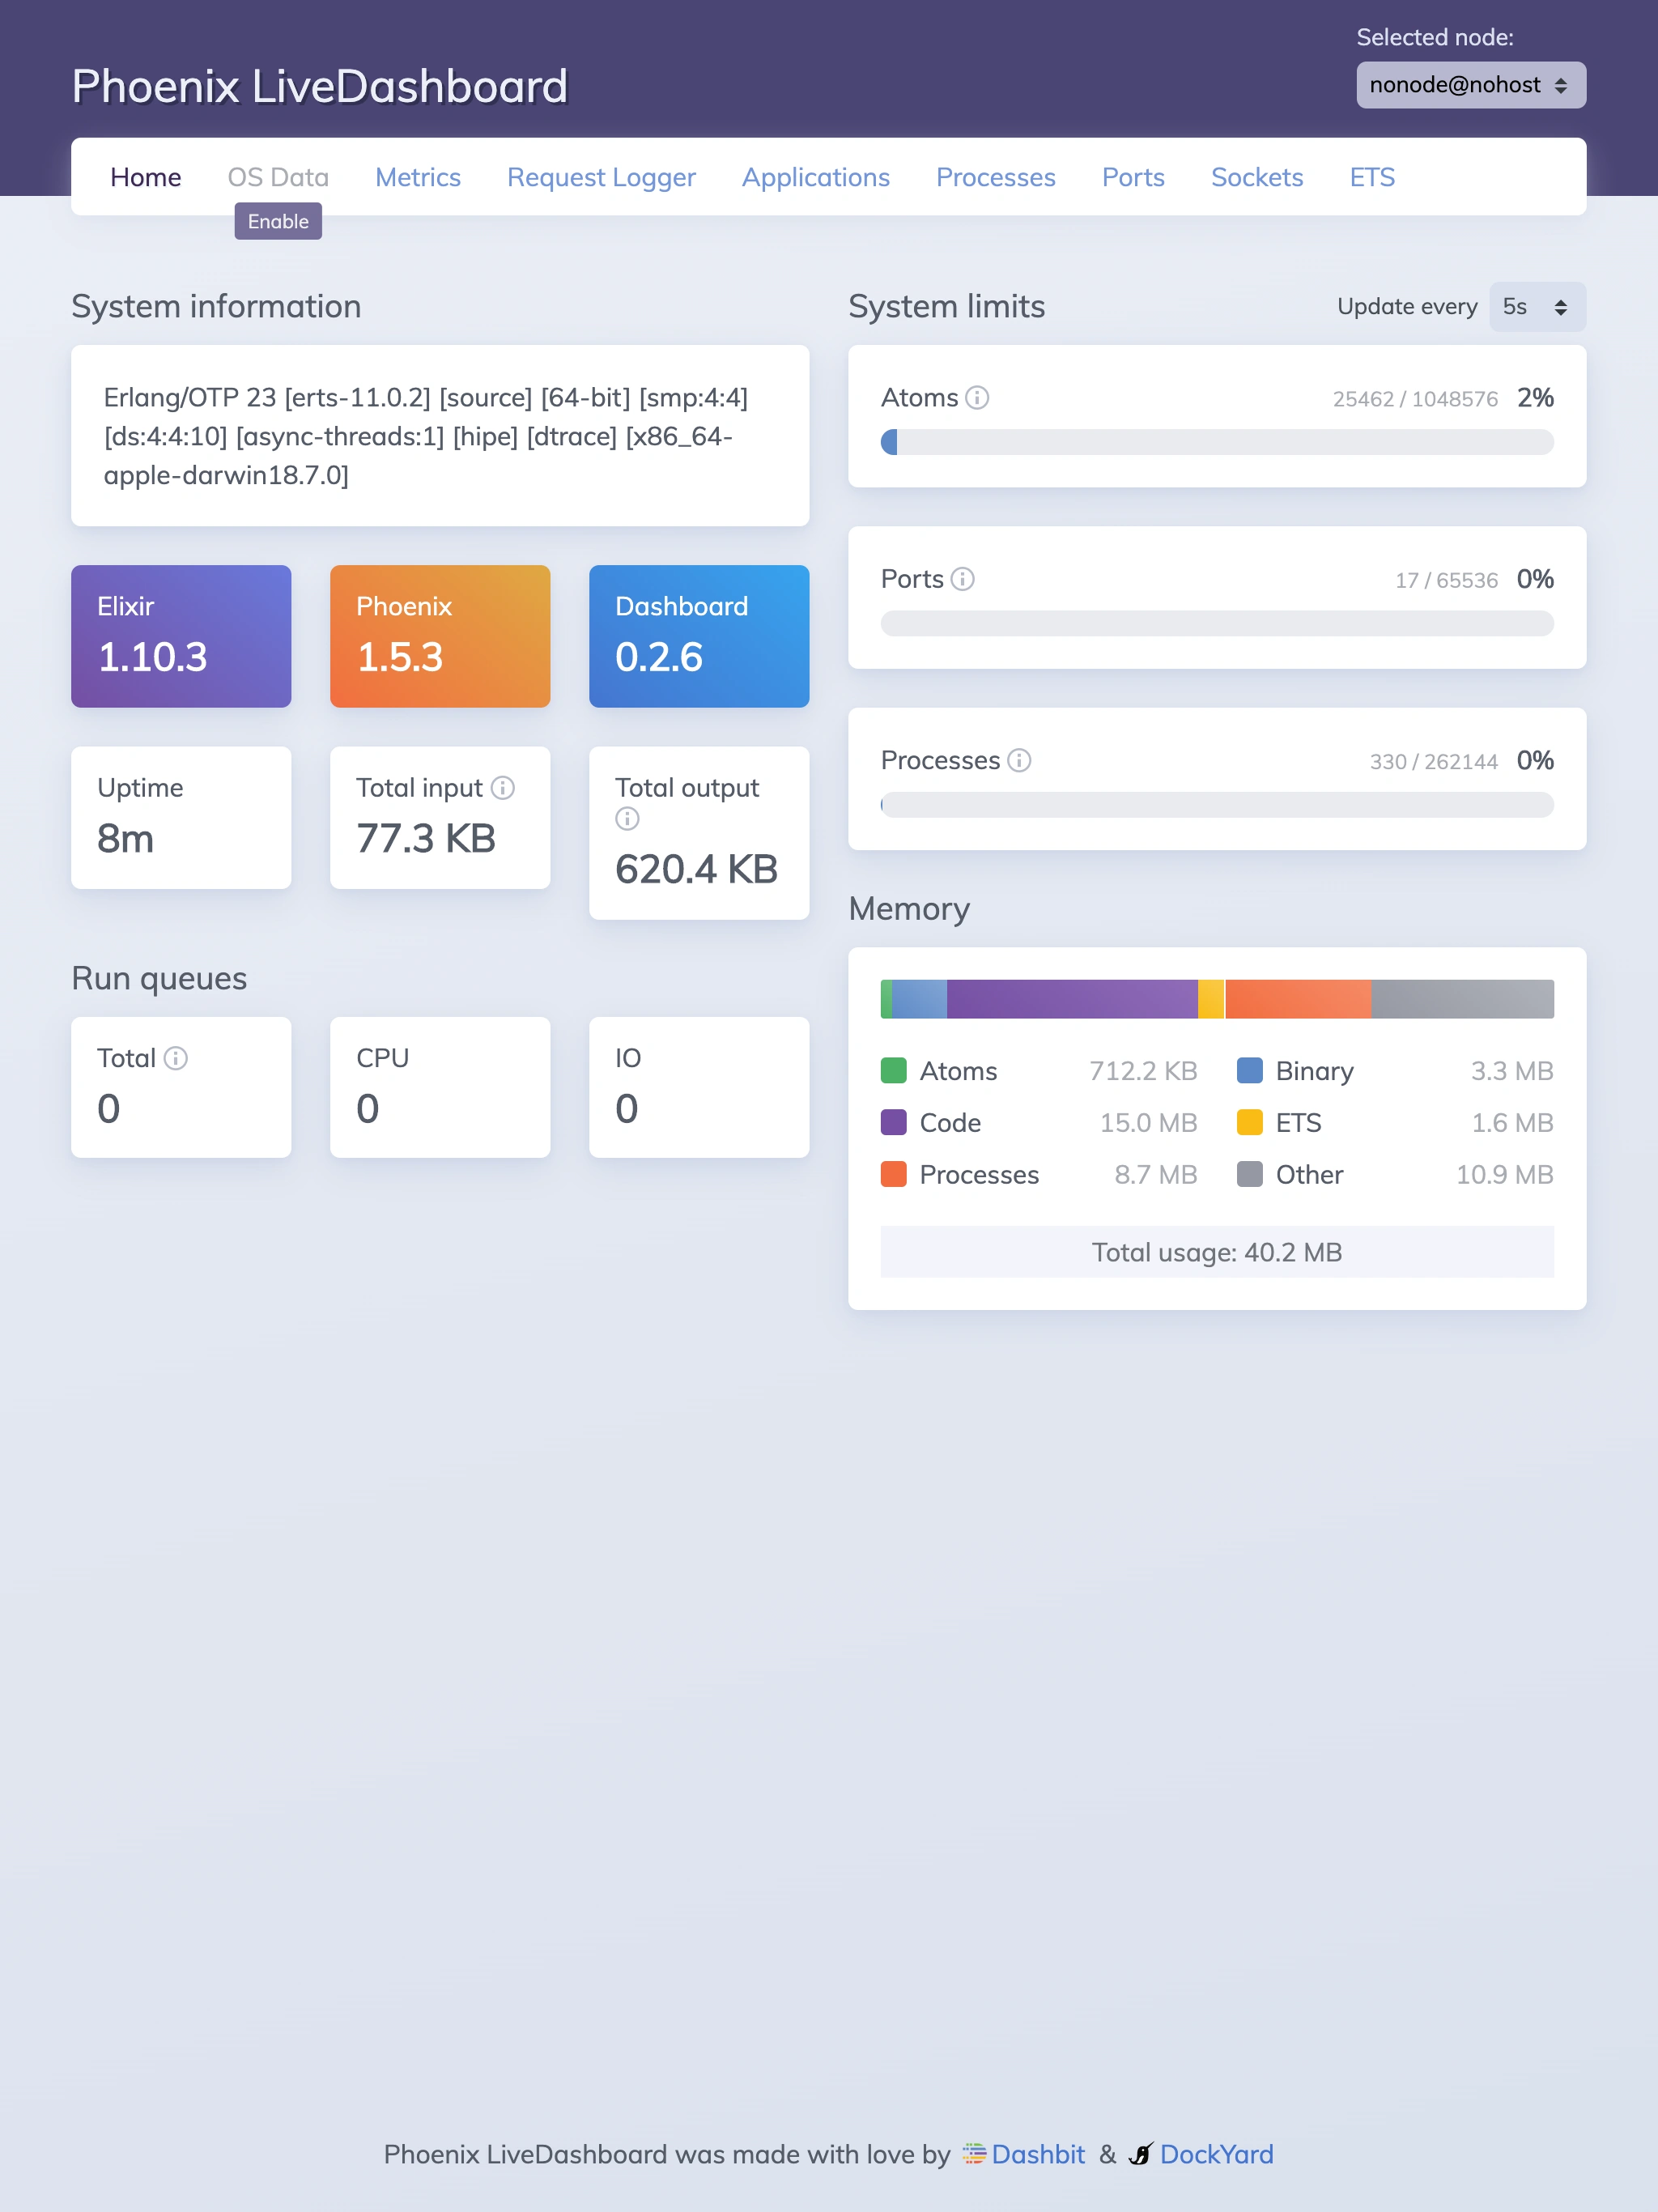 Selected node:
Phoenix LiveDashboard
nonode@nohost
Home OS Data Metrics Request Logger Applications Processes Ports Sockets ETS
Enable
System information
Erlang/OTP 23 [erts-11.0.2] [source] [64-bit] [smp:4:4]
[ds:4:4:10] [async-threads:1] [hipe] [dtrace] [x86_64-
apple-darwin18.7.0]
Elixir
1.10.3
Phoenix
1.5.3
Dashboard
0.2.6
Uptime
8m
Total input
77.3 KB
Total output
620.4 KB
Run queues
Total
0
CPU
0
IO
0
System limits
Update every 5s
Atoms 25462 / 1048576 2%
Ports 17 / 65536 0%
Processes 330 / 262144 0%
Memory
Atoms 712.2 KB Binary 3.3 MB
Code 15.0 MB ETS 1.6 MB
Processes 8.7 MB Other 10.9 MB
Total usage: 40.2 MB
Phoenix LiveDashboard was made with love by Dashbit & DockYard